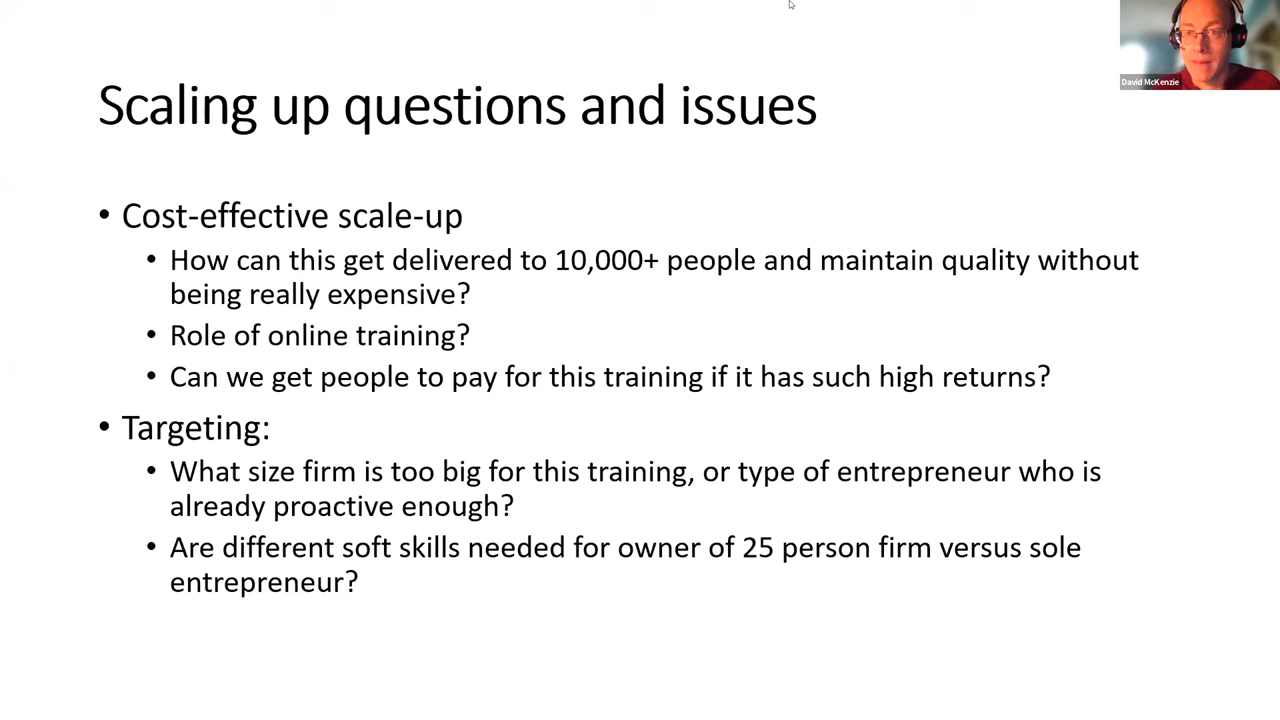 David McKenzie
Scaling up questions and issues
• Cost-effective scale-up
• How can this get delivered to 10,000+ people and maintain quality without
being really expensive?
• Role of online training?
• Can we get people to pay for this training if it has such high returns?
• Targeting:
• What size firm is too big for this training, or type of entrepreneur who is
already proactive enough?
• Are different soft skills needed for owner of 25 person firm versus sole
entrepreneur?